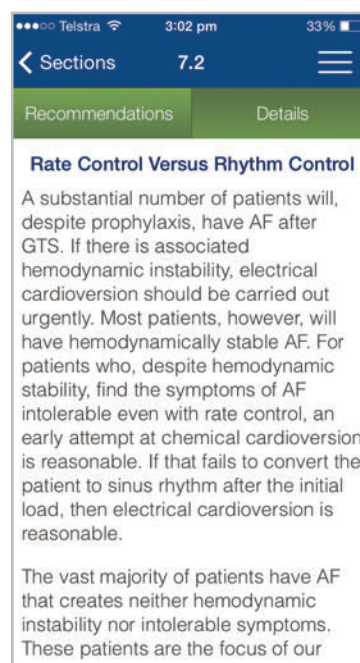 Telstra 3:02 pm 33%
Sections 7.2
Recommendations Details
Rate Control Versus Rhythm Control
A substantial number of patients will,
despite prophylaxis, have AF after
GTS. If there is associated
hemodynamic instability, electrical
cardioversion should be carried out
urgently. Most patients, however, will
have hemodynamically stable AF. For
patients who, despite hemodynamic
stability, find the symptoms of AF
intolerable even with rate control, an
early attempt at chemical cardioversion
is reasonable. If that fails to convert the
patient to sinus rhythm after the initial
load, then electrical cardioversion is
reasonable.
The vast majority of patients have AF
that creates neither hemodynamic
instability nor intolerable symptoms.
These patients are the focus of our